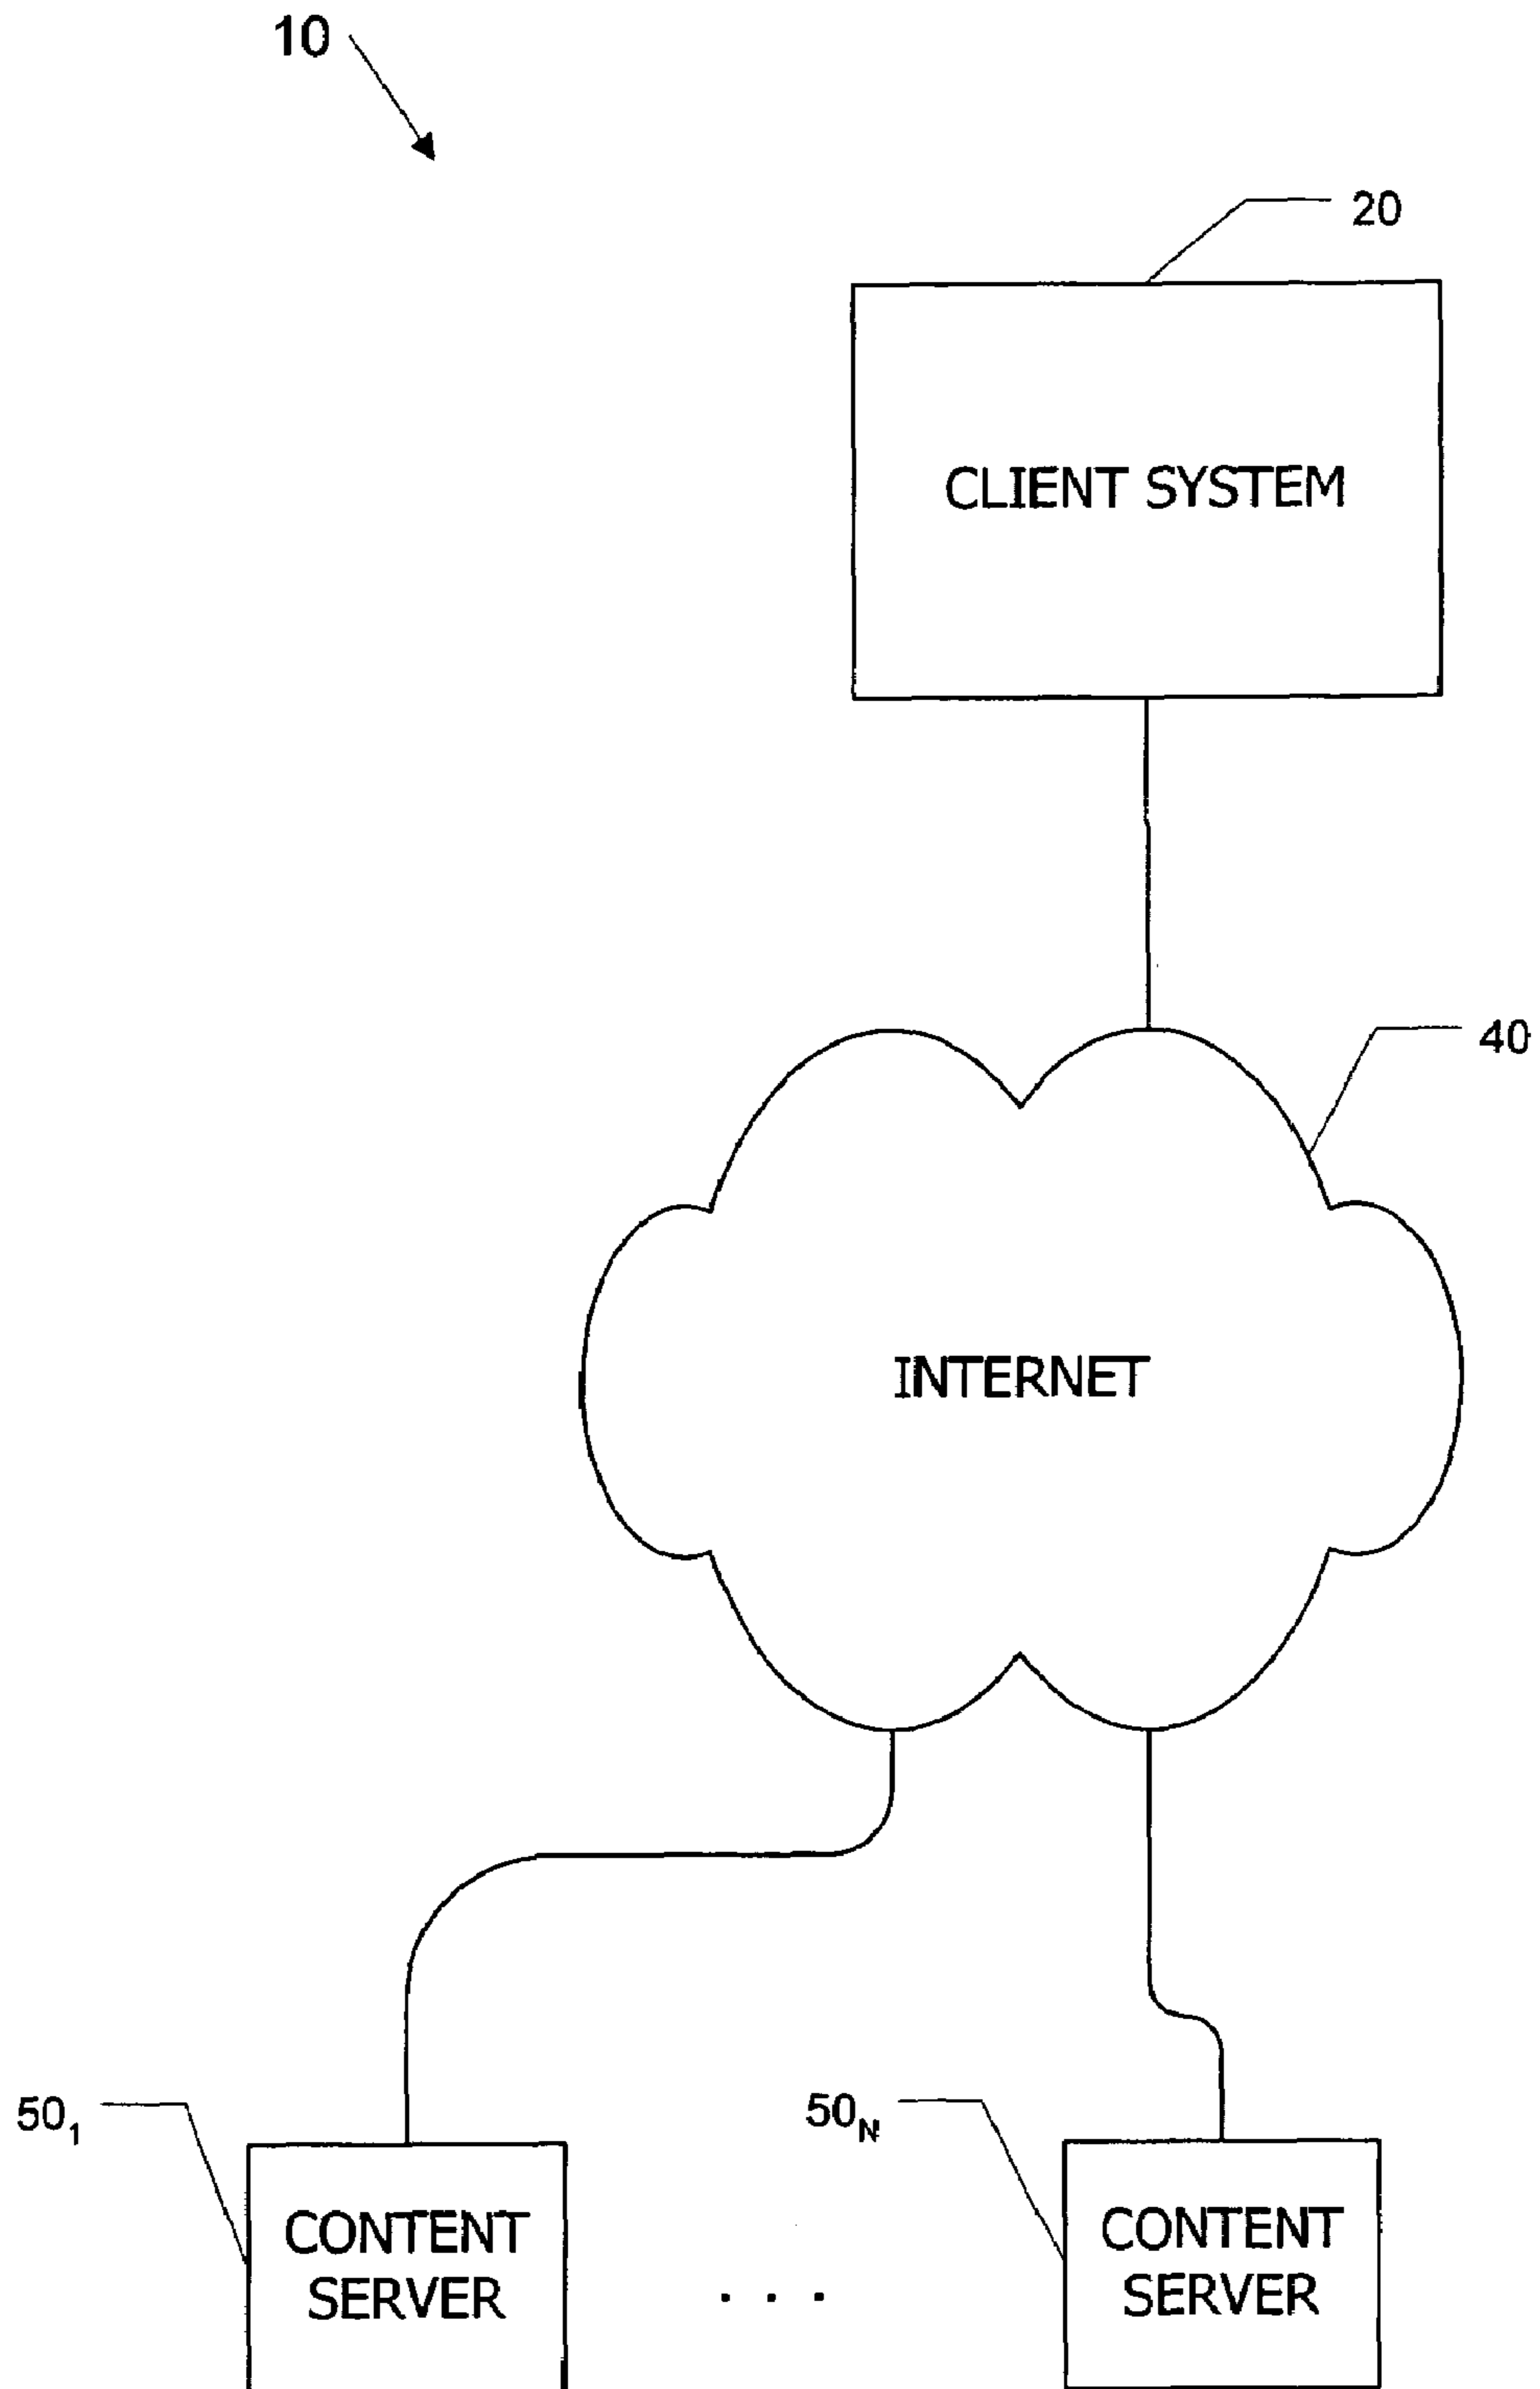 10
20
CLIENT SYSTEM
40
INTERNET
50₁
50ₙ
CONTENT
SERVER
. . .
CONTENT
SERVER